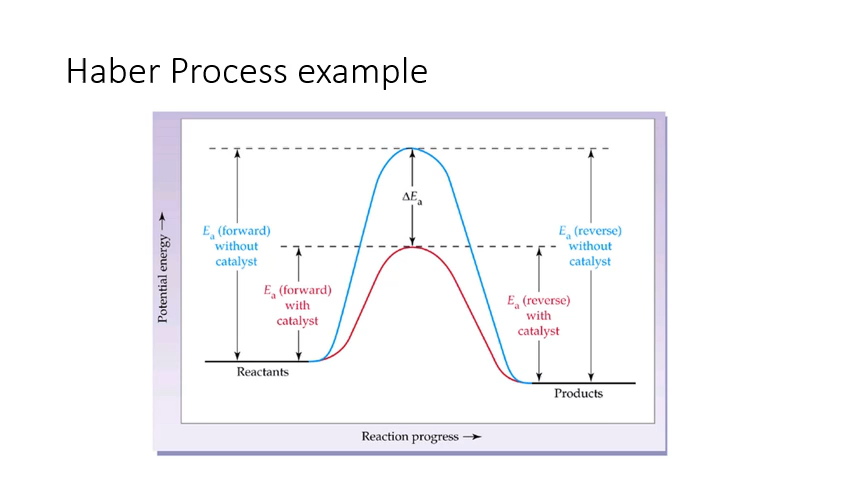 Haber Process example
ΔEa
Ea (forward)
without
catalyst
Ea (reverse)
without
catalyst
Ea (forward)
with
catalyst
Ea (reverse)
with
catalyst
Potential energy →
Reactants
Products
Reaction progress →